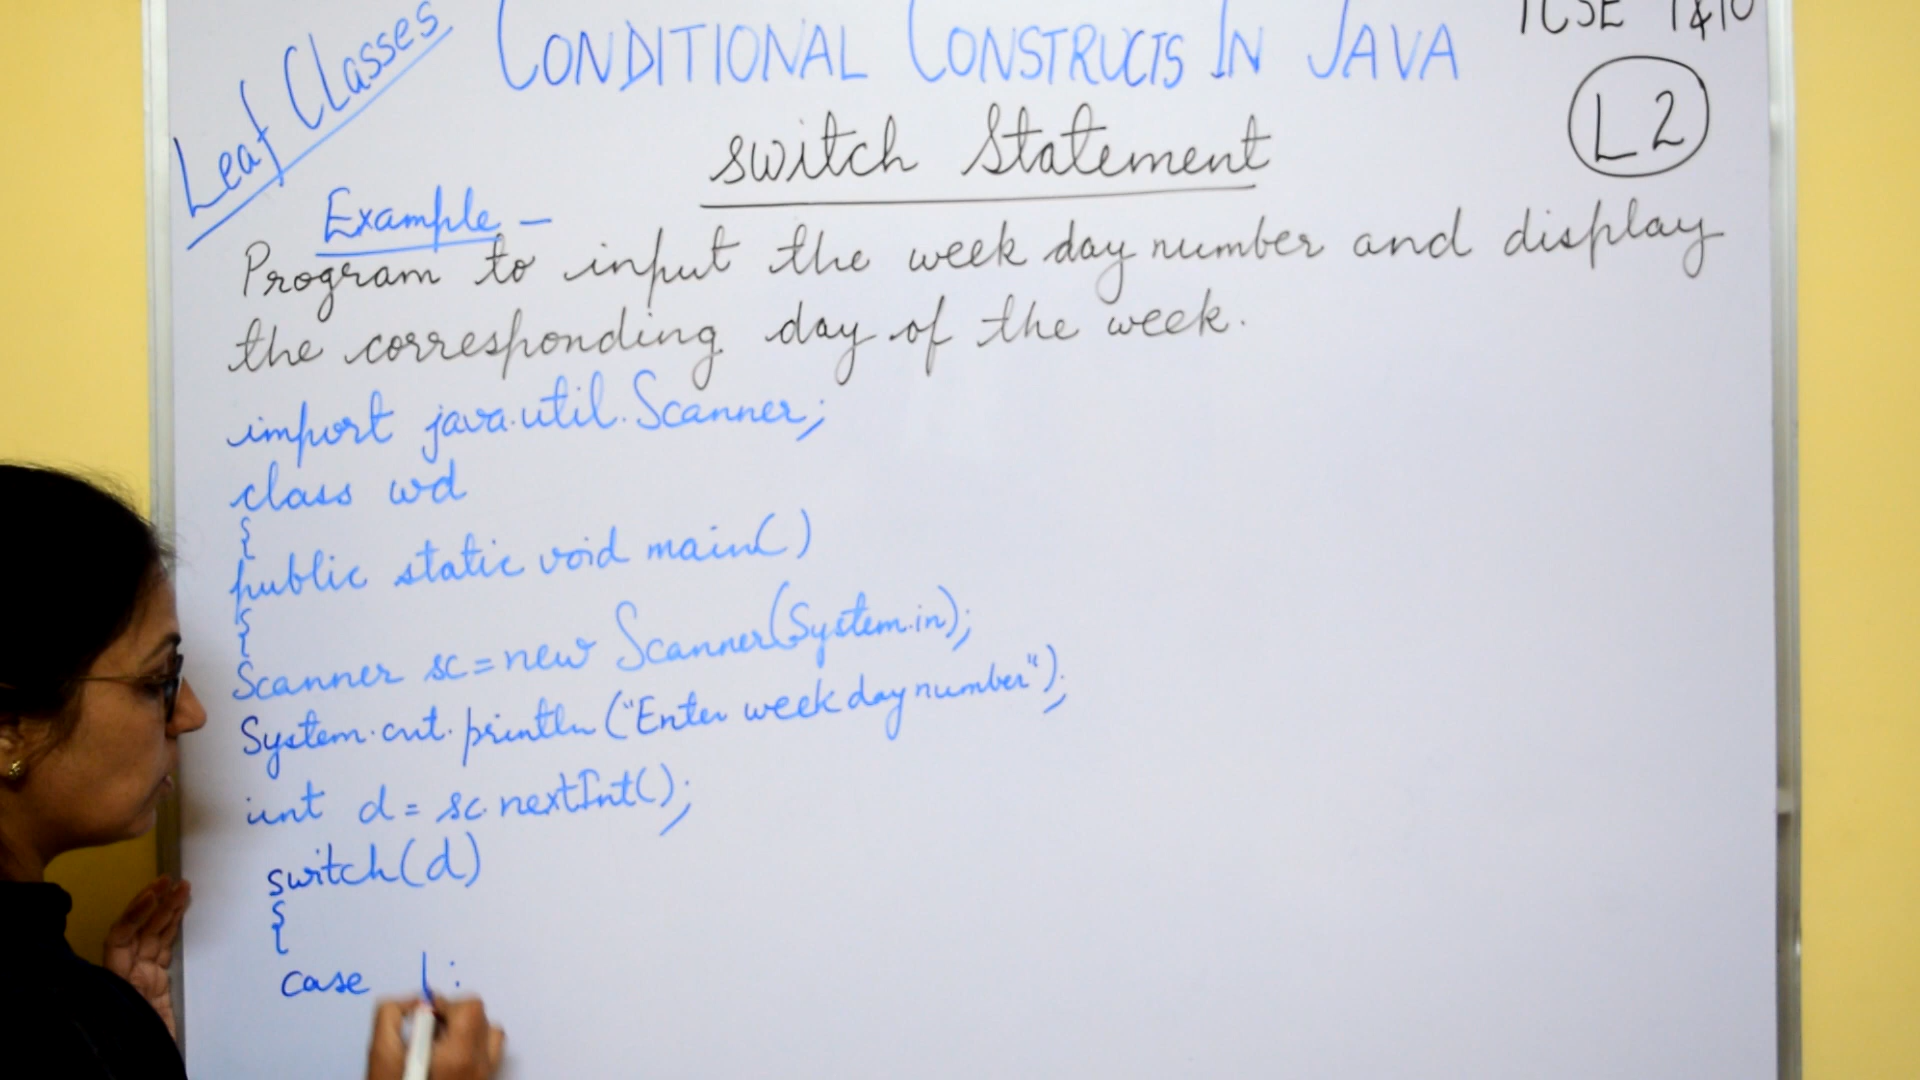 Leaf Classes
CONDITIONAL CONSTRUCTS IN JAVA
ICSE 9&10
L2
switch Statement
Example -
Program to input the week day number and display
the corresponding day of the week.
import java.util.Scanner;
class wd
{
public static void main()
{
Scanner sc=new Scanner(System.in);
System.out.println("Enter week day number");
int d=sc.nextInt();
switch(d)
{
case 1: